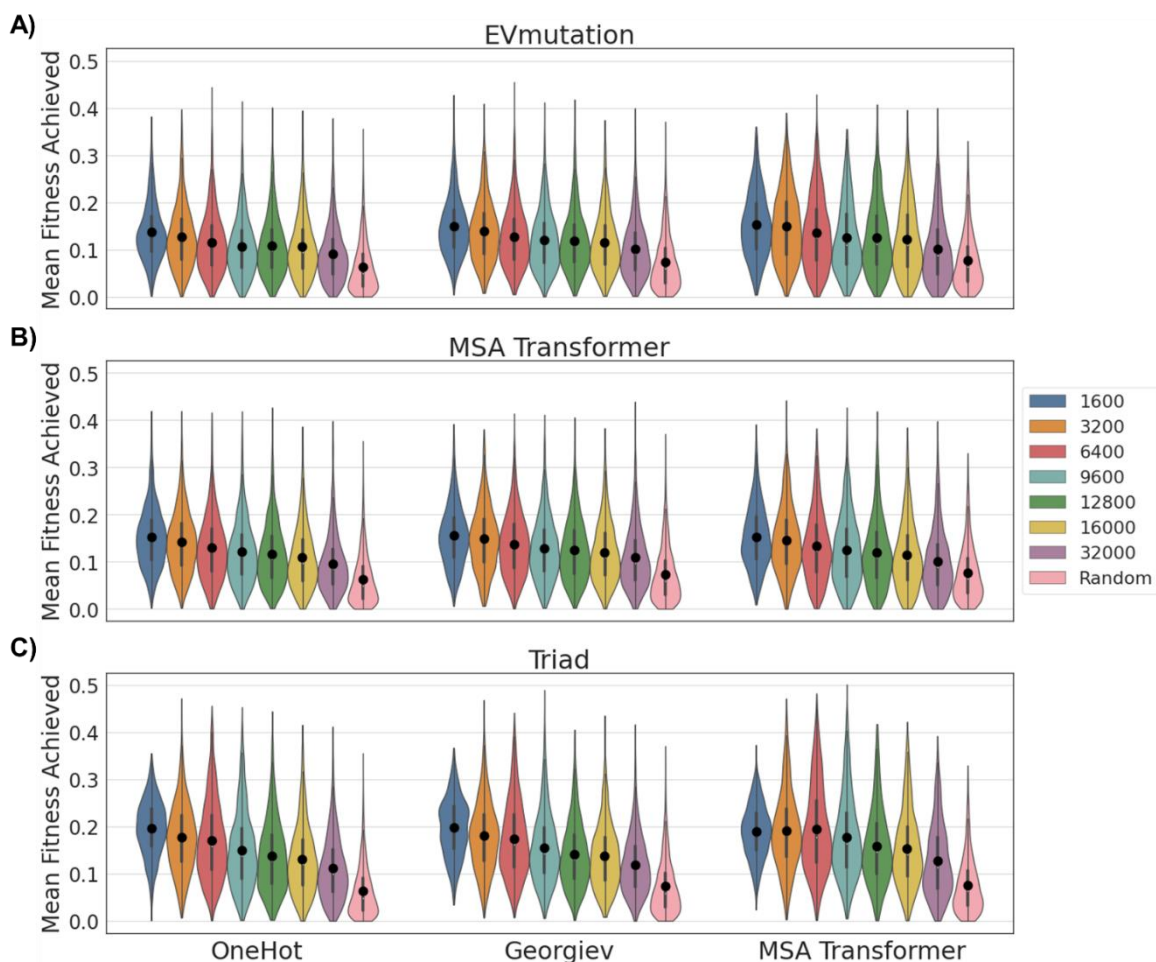 A)
EVmutation
Mean Fitness Achieved
0.5
0.4
0.3
0.2
0.1
0.0
B)
MSA Transformer
Mean Fitness Achieved
0.5
0.4
0.3
0.2
0.1
0.0
1600
3200
6400
9600
12800
16000
32000
Random
C)
Triad
Mean Fitness Achieved
0.5
0.4
0.3
0.2
0.1
0.0
OneHot
Georgiev
MSA Transformer